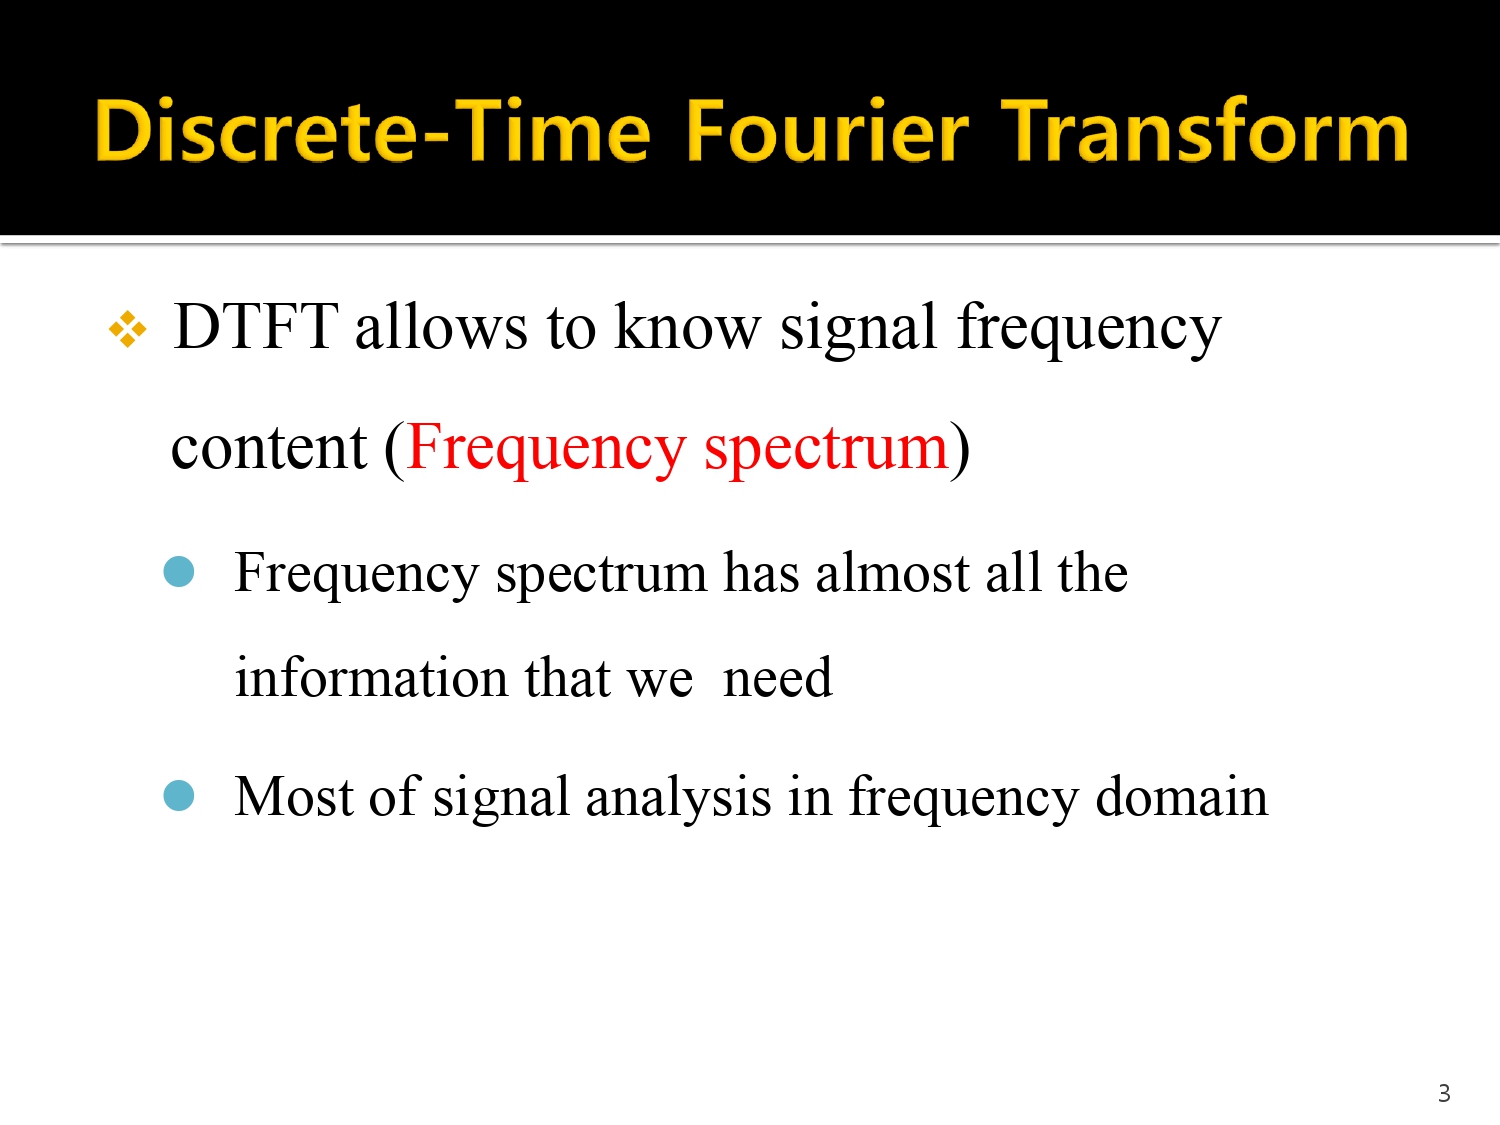 Discrete-Time Fourier Transform
DTFT allows to know signal frequency
content (Frequency spectrum)
Frequency spectrum has almost all the
information that we  need
Most of signal analysis in frequency domain
3